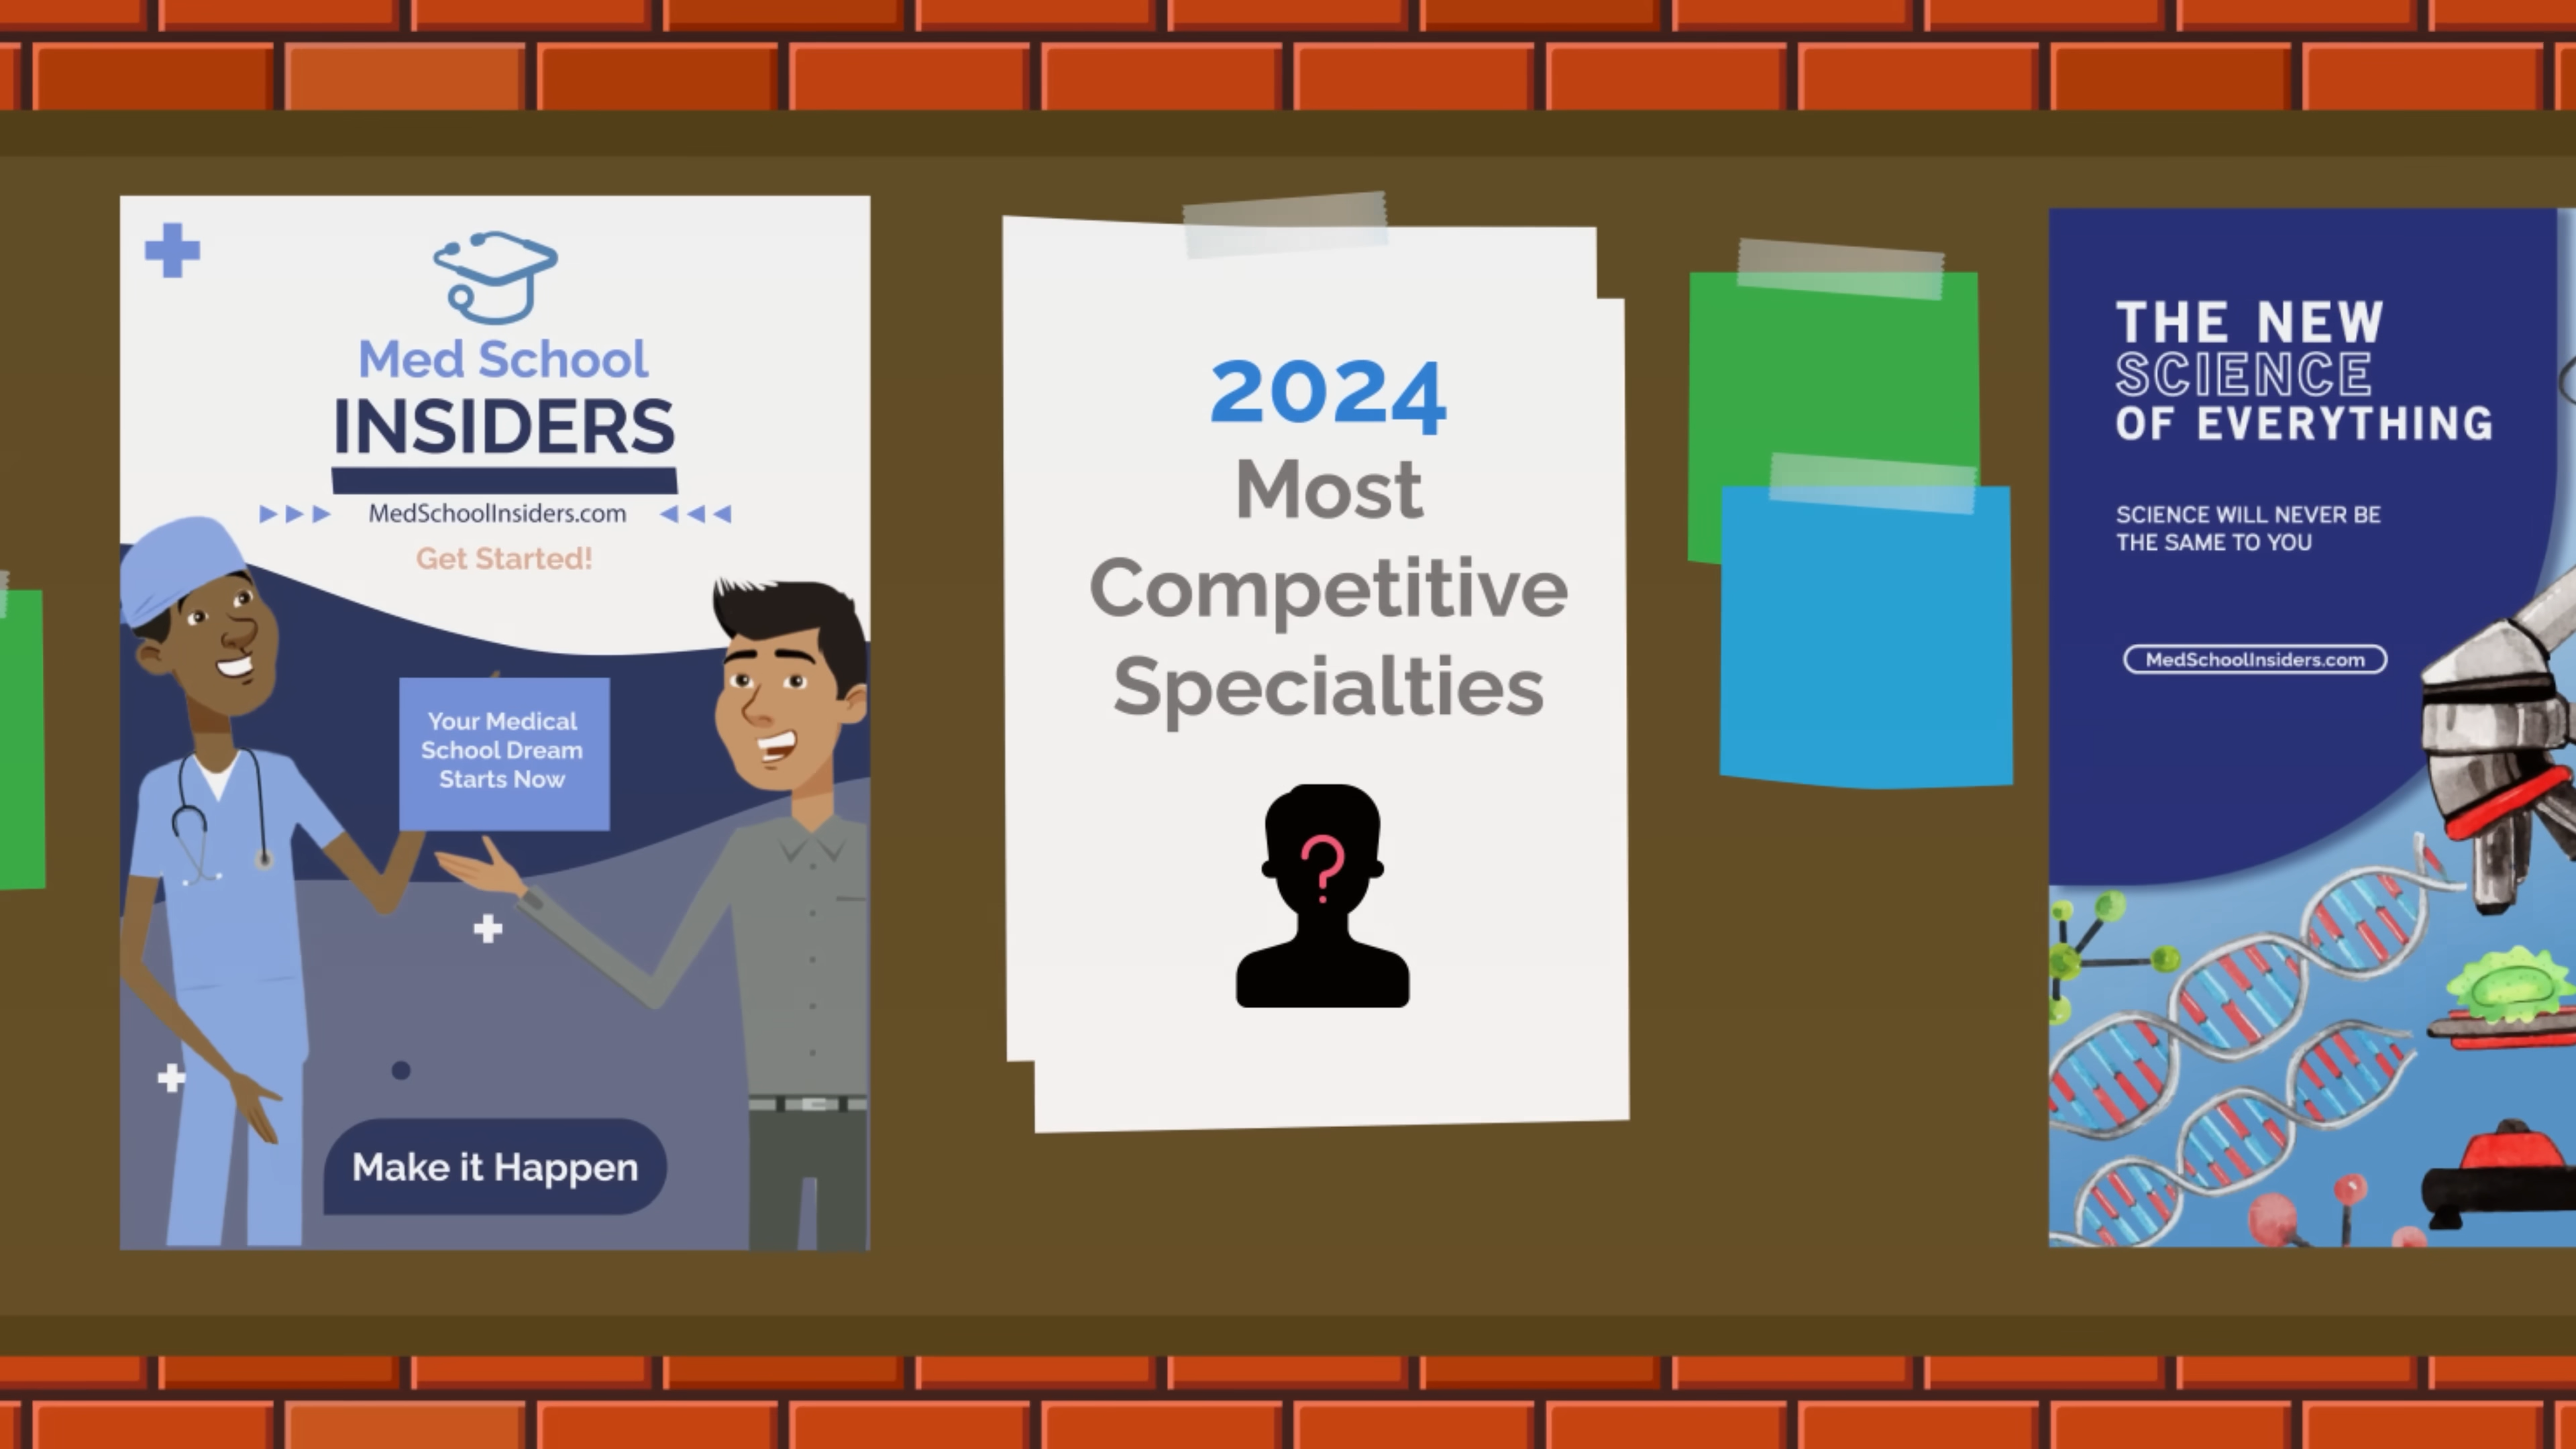 Med School
INSIDERS
MedSchoolInsiders.com
Get Started!
Your Medical
School Dream
Starts Now
Make it Happen
2024
Most
Competitive
Specialties
?
THE NEW
SCIENCE
OF EVERYTHING
SCIENCE WILL NEVER BE
THE SAME TO YOU
MedSchoolInsiders.com